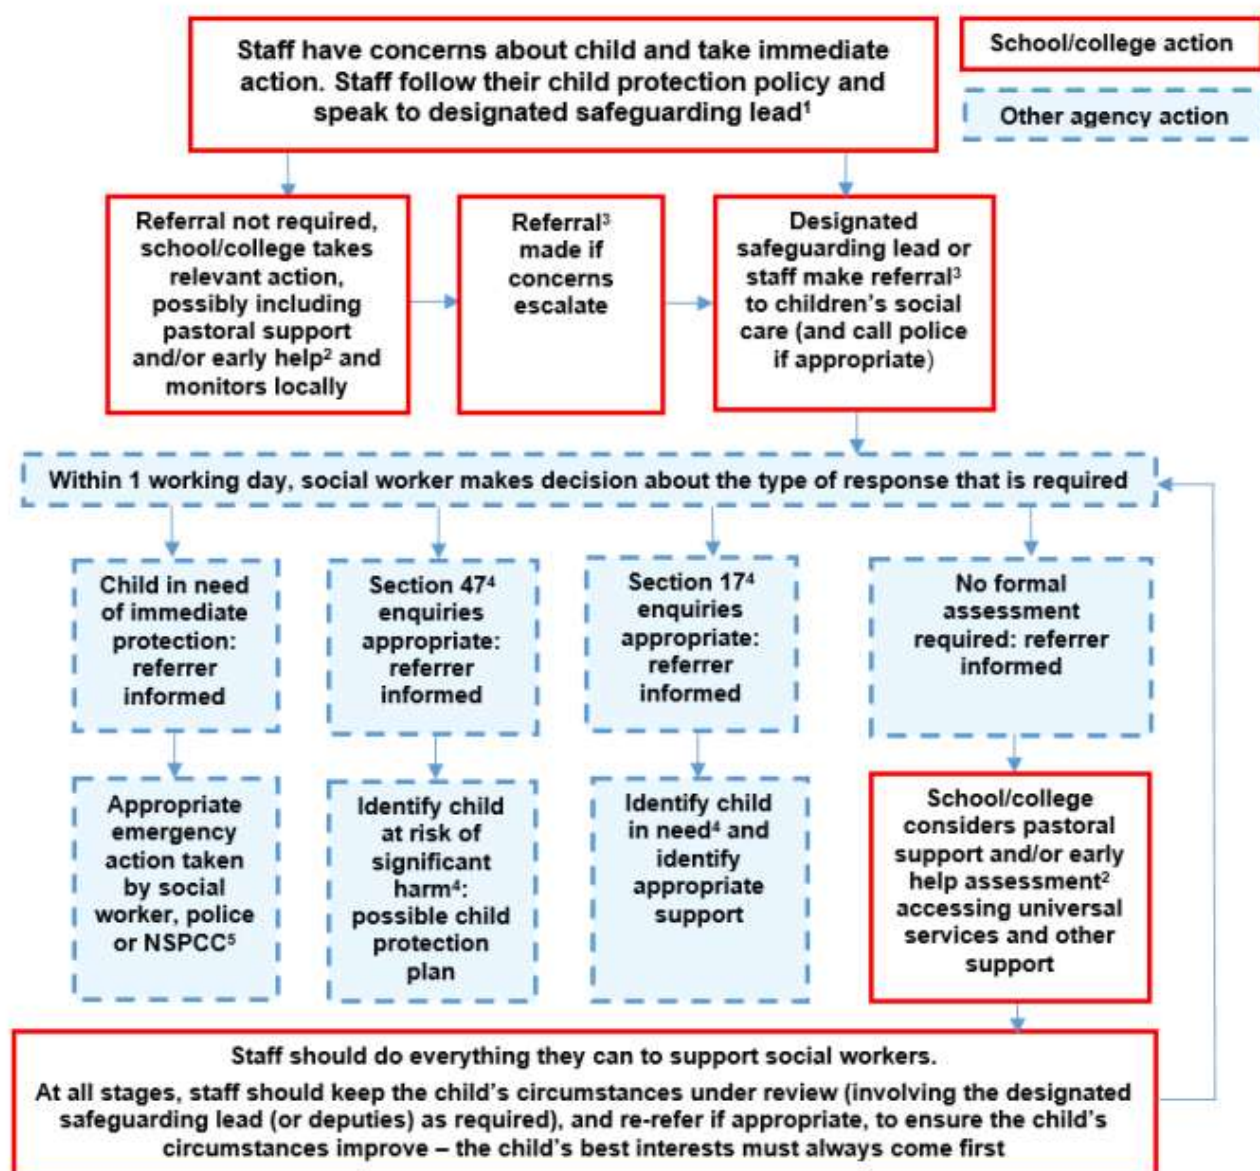 Staff have concerns about child and take immediate
action. Staff follow their child protection policy and
speak to designated safeguarding lead¹
School/college action
Other agency action
Referral not required,
school/college takes
relevant action,
possibly including
pastoral support
and/or early help² and
monitors locally
Referral³
made if
concerns
escalate
Designated
safeguarding lead or
staff make referral³
to children’s social
care (and call police
if appropriate)
Within 1 working day, social worker makes decision about the type of response that is required
Child in need
of immediate
protection:
referrer
informed
Section 47⁴
enquiries
appropriate:
referrer
informed
Section 17⁴
enquiries
appropriate:
referrer
informed
No formal
assessment
required: referrer
informed
Appropriate
emergency
action taken
by social
worker, police
or NSPCC⁵
Identify child
at risk of
significant
harm⁴:
possible child
protection
plan
Identify child
in need⁴ and
identify
appropriate
support
School/college
considers pastoral
support and/or early
help assessment²
accessing universal
services and other
support
Staff should do everything they can to support social workers.
At all stages, staff should keep the child’s circumstances under review (involving the designated
safeguarding lead (or deputies) as required), and re-refer if appropriate, to ensure the child’s
circumstances improve – the child’s best interests must always come first